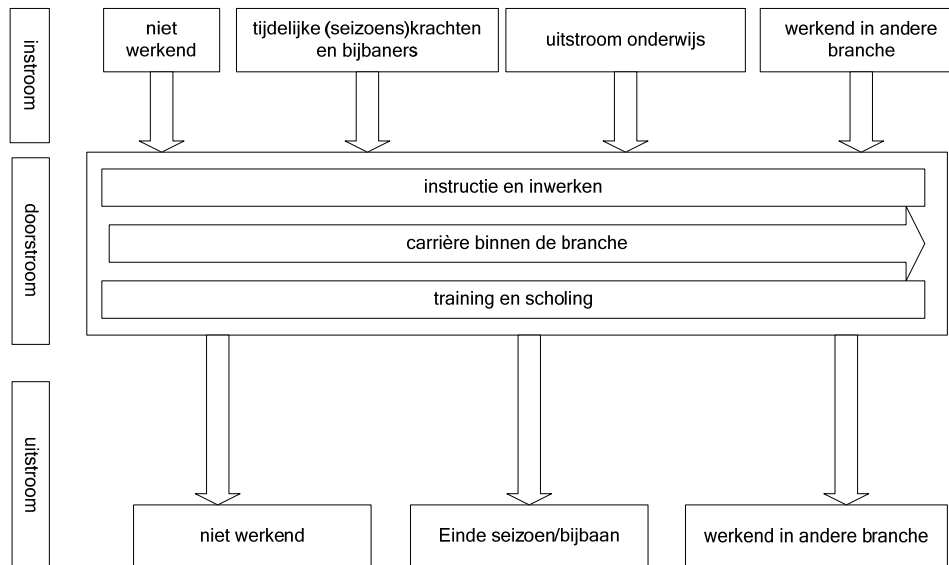 instroom
niet
werkend
tijdelijke (seizoens)krachten
en bijbaners
uitstroom onderwijs
werkend in andere
branche
doorstroom
instructie en inwerken
carrière binnen de branche
training en scholing
uitstroom
niet werkend
Einde seizoen/bijbaan
werkend in andere branche